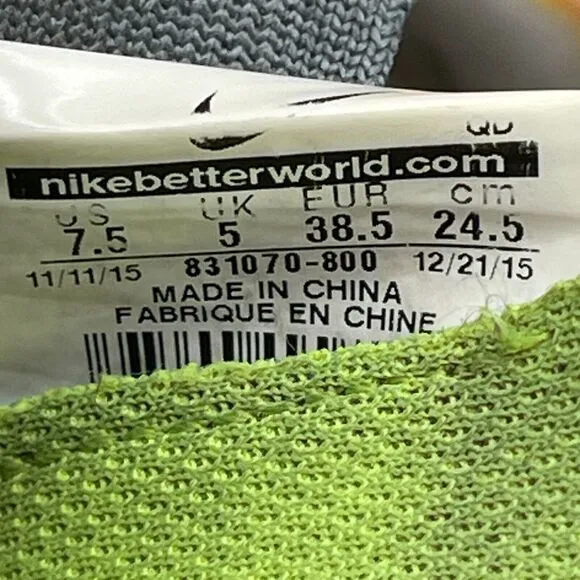 QD
nikebetterworld.com
US UK EUR cm
7.5 5 38.5 24.5
11/11/15 831070-800 12/21/15
MADE IN CHINA
FABRIQUE EN CHINE